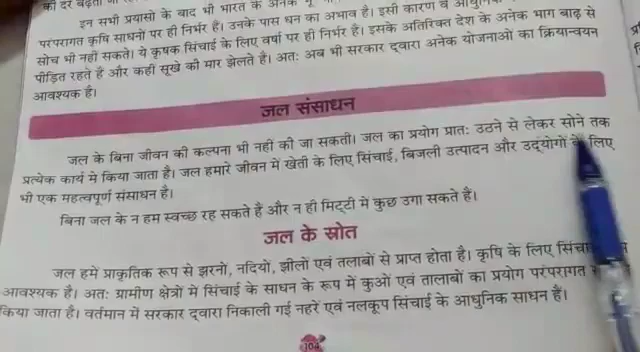 की दर बढ़ती
इन सभी प्रयासों के बाद भी भारत के अनेक
परंपरागत कृषि साधनों पर ही निर्भर हैं। उनके पास धन का अभाव है। इसी कारण वे
सोच भी नहीं सकते। ये कृषक सिंचाई के लिए वर्षा पर ही निर्भर हैं। इसके अतिरिक्त देश के अनेक भाग बाढ़ से
पीड़ित रहते हैं और कहीं सूखे की मार झेलते हैं। अतः अब भी सरकार द्वारा अनेक योजनाओं का क्रियान्वयन
आवश्यक है।
जल संसाधन
जल के बिना जीवन की कल्पना भी नहीं की जा सकती। जल का प्रयोग प्रातः उठने से लेकर सोने तक
प्रत्येक कार्य में किया जाता है। जल हमारे जीवन में खेती के लिए सिंचाई, बिजली उत्पादन और उद्योगों के लिए
भी एक महत्वपूर्ण संसाधन है।
बिना जल के न हम स्वच्छ रह सकते हैं और न ही मिट्टी में कुछ उगा सकते हैं।
जल के स्रोत
जल हमें प्राकृतिक रूप से झरनों, नदियों, झीलों एवं तलाबों से प्राप्त होता है। कृषि के लिए
आवश्यक है। अतः ग्रामीण क्षेत्रों में सिंचाई के साधन के रूप में कुओं एवं तालाबों का प्रयोग परंपरागत
किया जाता है। वर्तमान में सरकार द्वारा निकाली गई नहरें एवं नलकूप सिंचाई के आधुनिक साधन हैं।
104